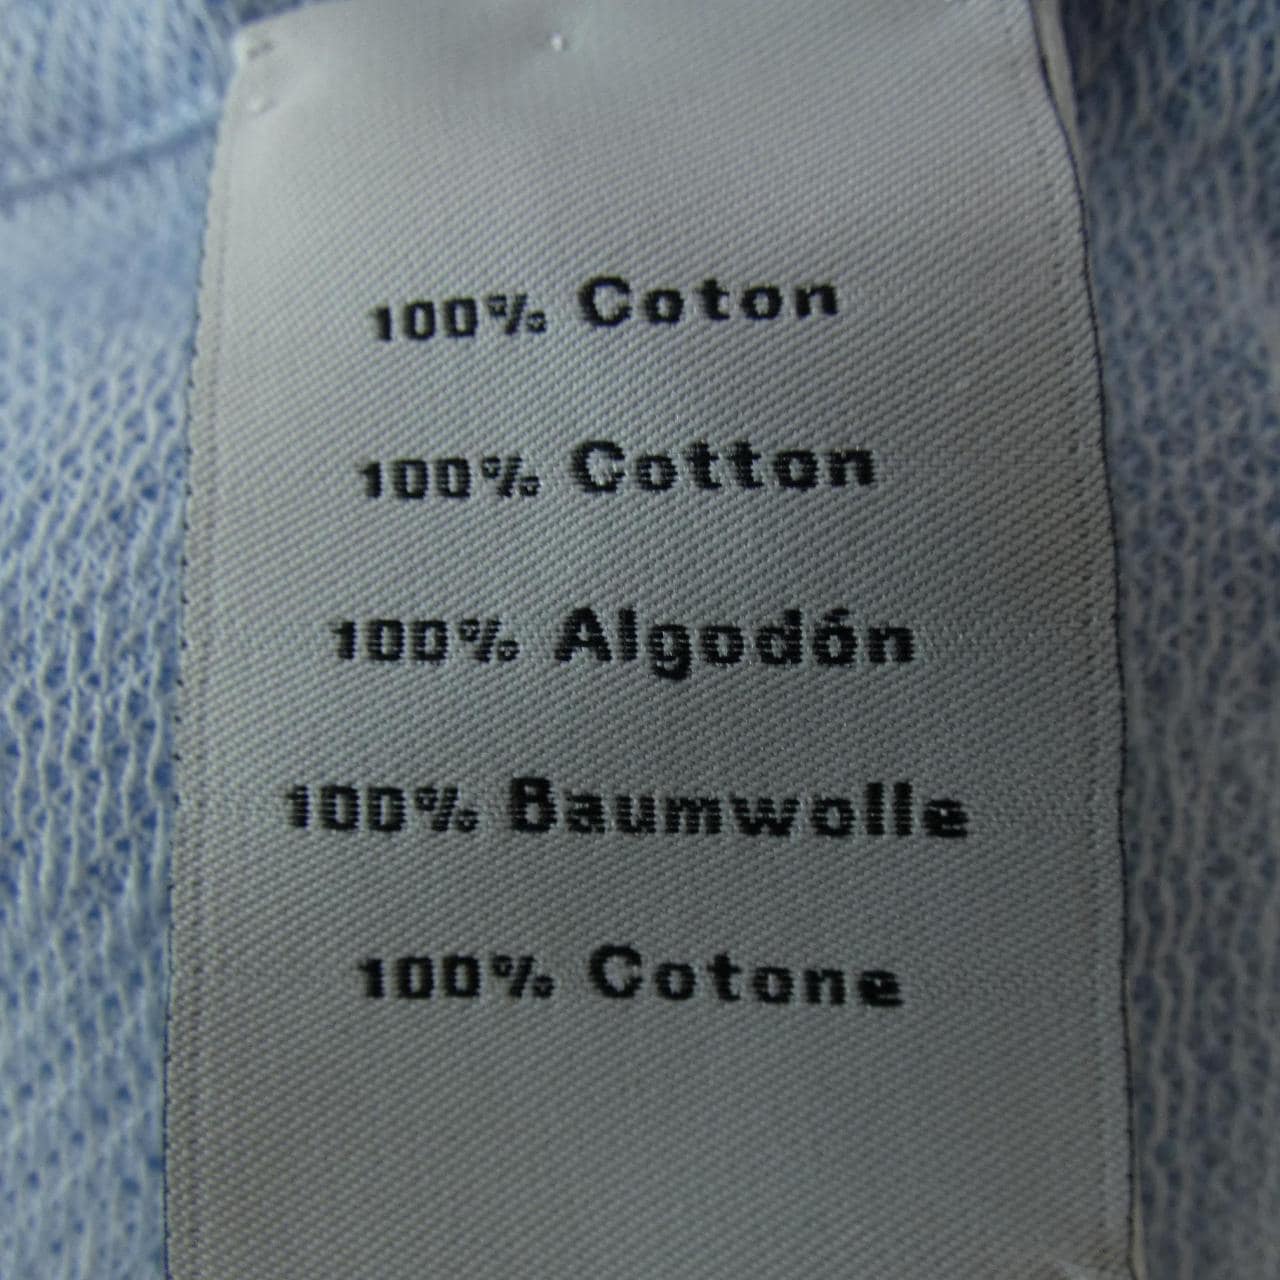 100% Coton
100% Cotton
100% Algodón
100% Baumwolle
100% Cotone